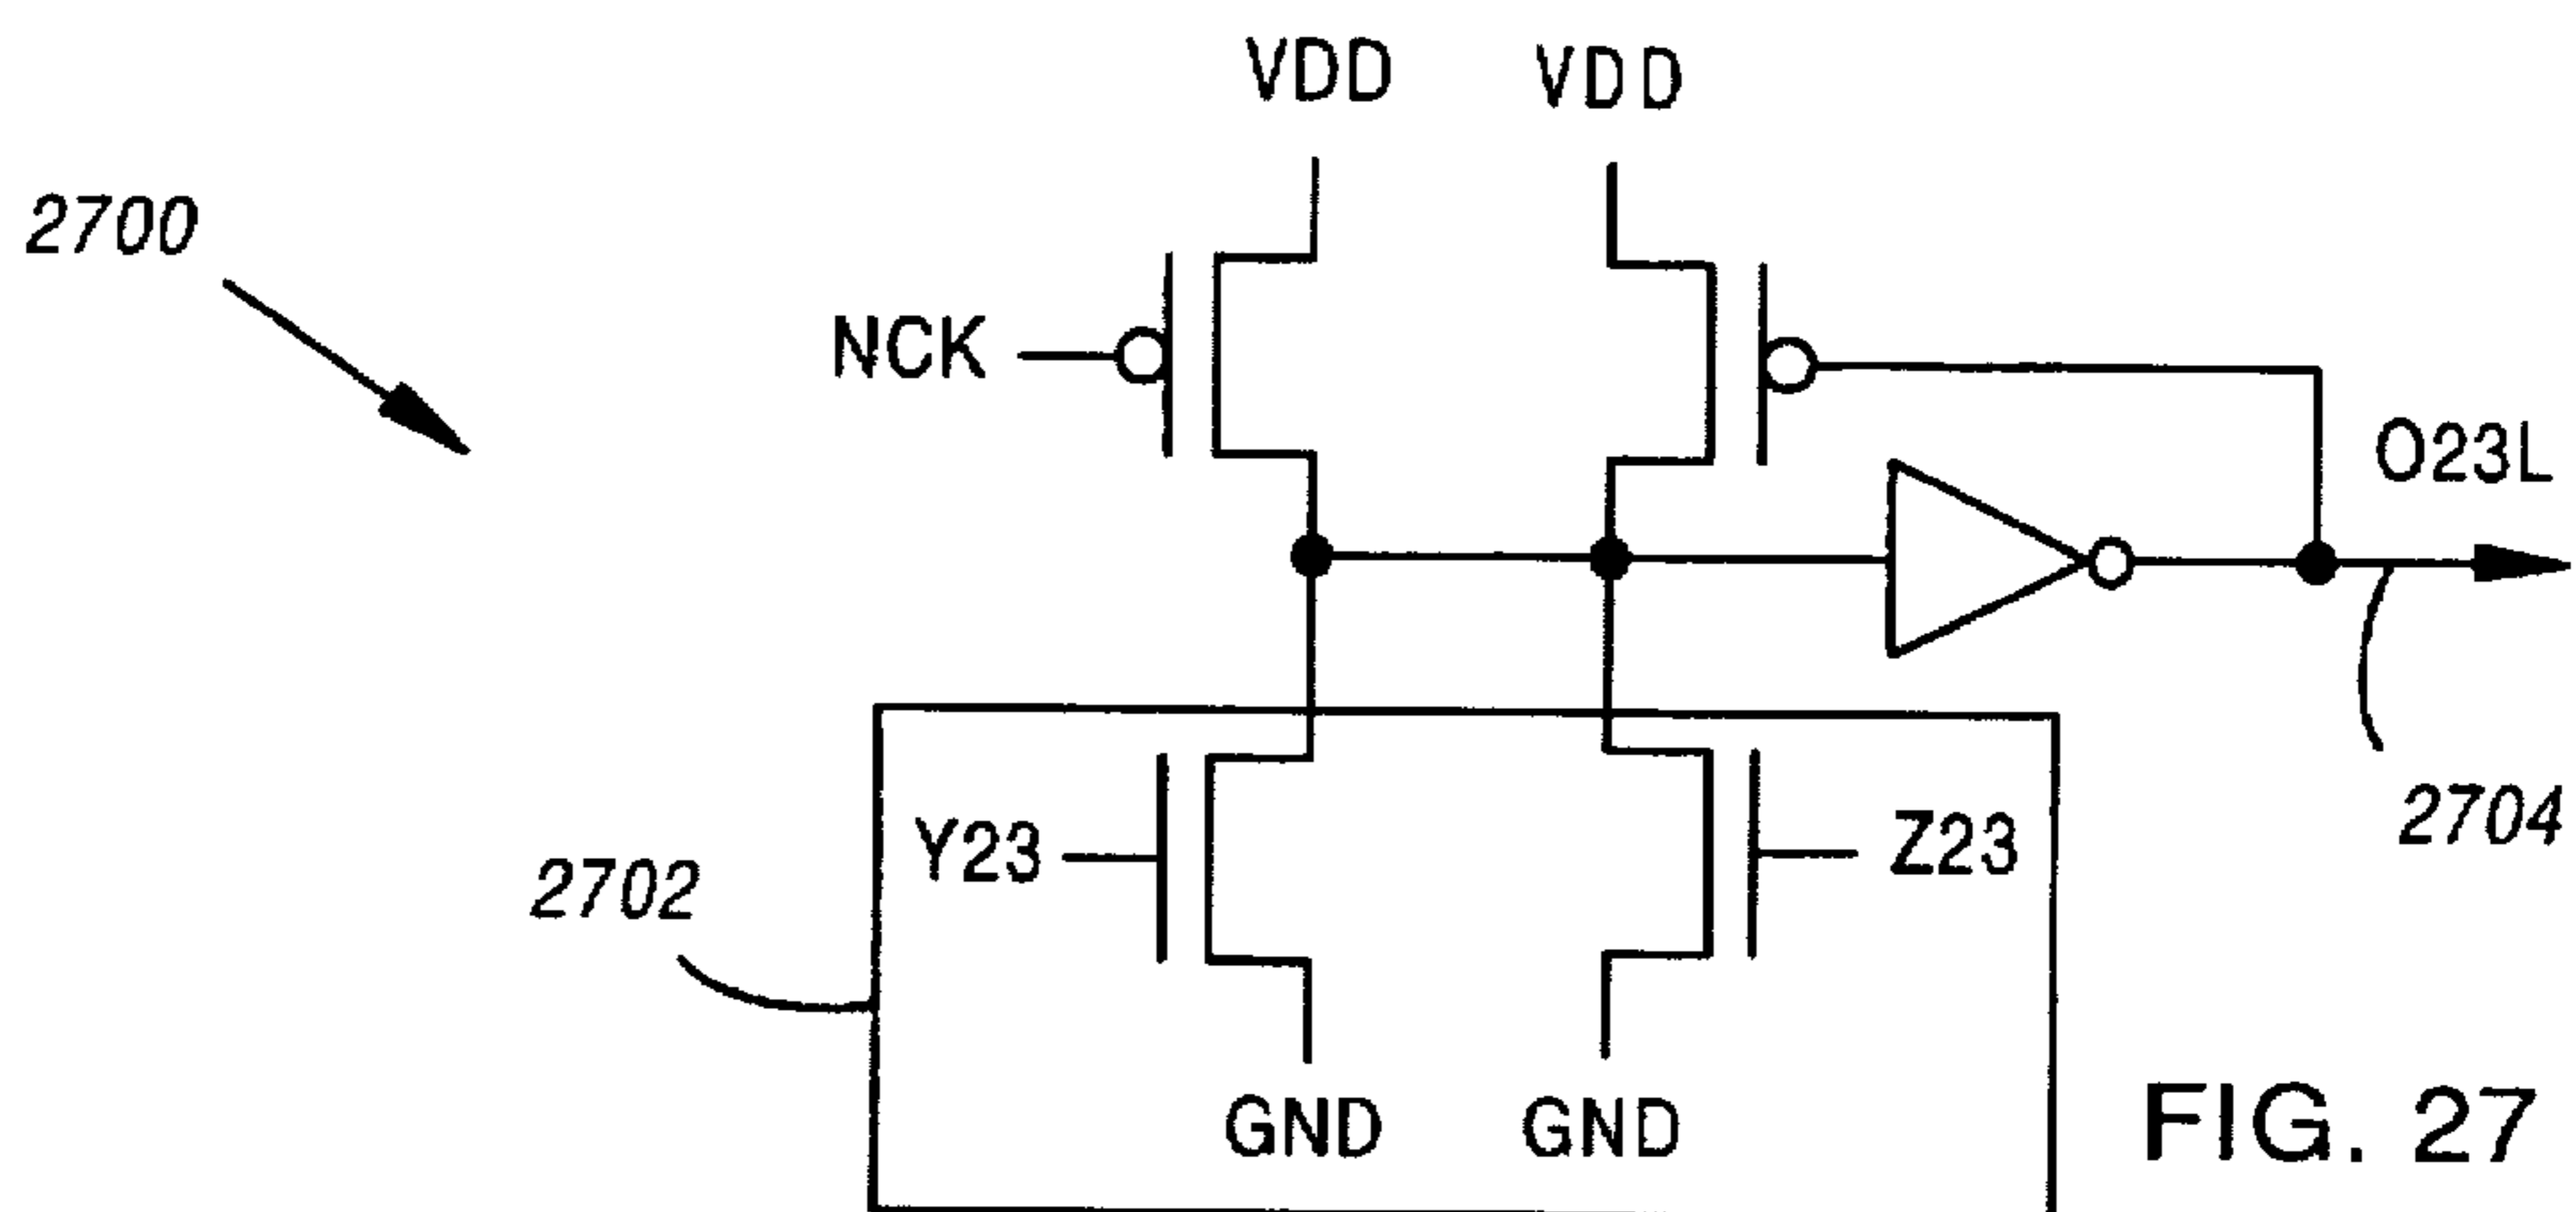 VDD VDD
2700
NCK
O23L
Y23 Z23
2702
2704
GND GND
FIG. 27